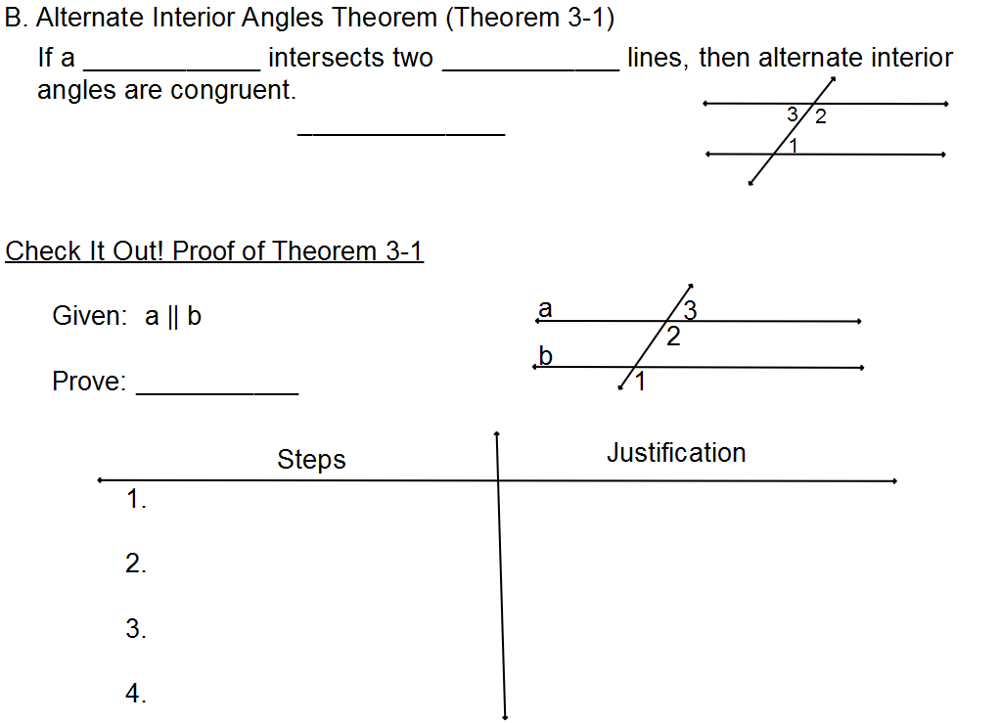 B. Alternate Interior Angles Theorem (Theorem 3-1)
If a ____________ intersects two ____________ lines, then alternate interior
angles are congruent.
______________
3 2
1
Check It Out! Proof of Theorem 3-1
Given: a || b
Prove: ___________
a
3
2
b
1
Steps
Justification
1.
2.
3.
4.